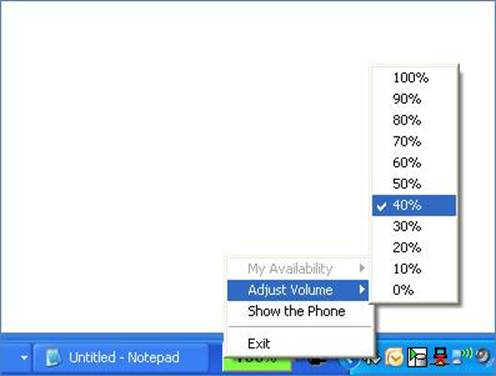 100%
90%
80%
70%
60%
50%
40%
30%
20%
10%
0%
My Availability
Adjust Volume
Show the Phone
Exit
Untitled - Notepad
100%